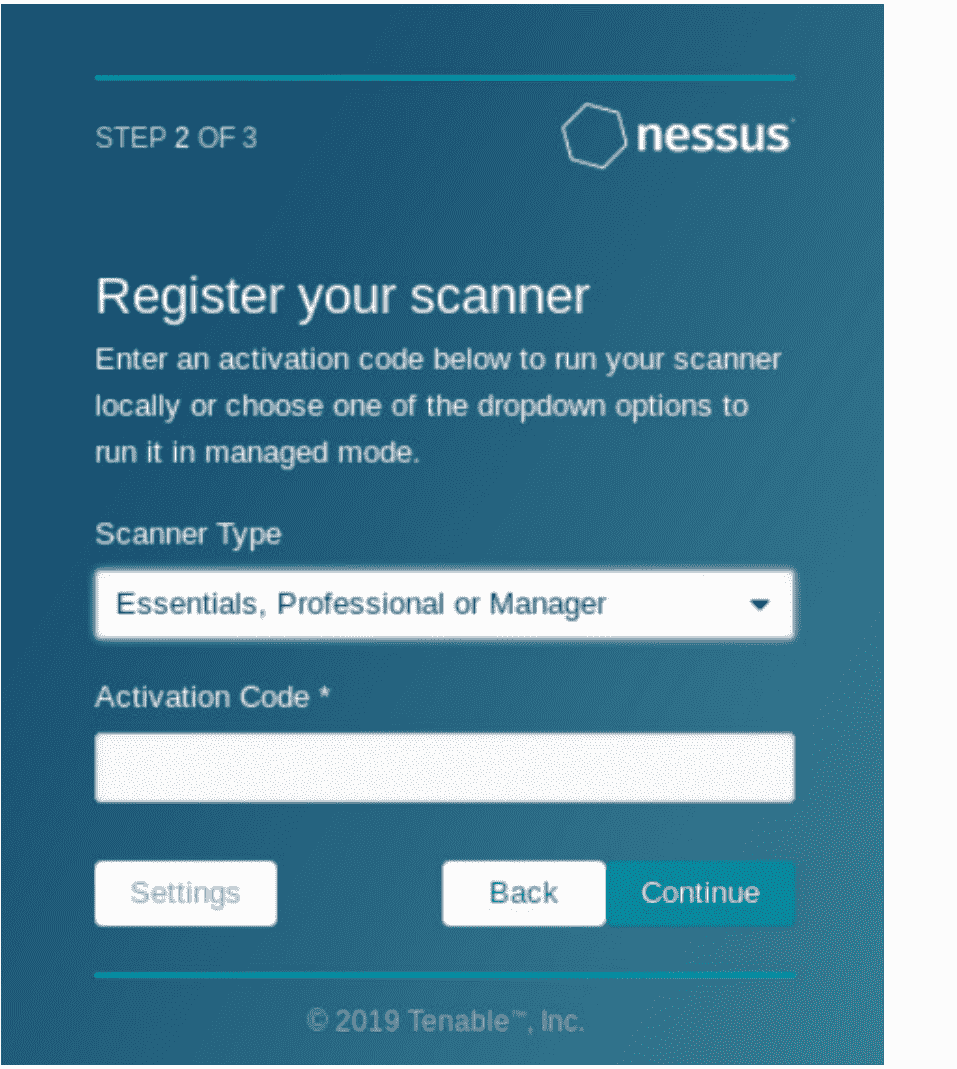 STEP 2 OF 3
nessus
Register your scanner
Enter an activation code below to run your scanner
locally or choose one of the dropdown options to
run it in managed mode.
Scanner Type
Essentials, Professional or Manager
Activation Code *
Settings
Back
Continue
© 2019 Tenable™, Inc.